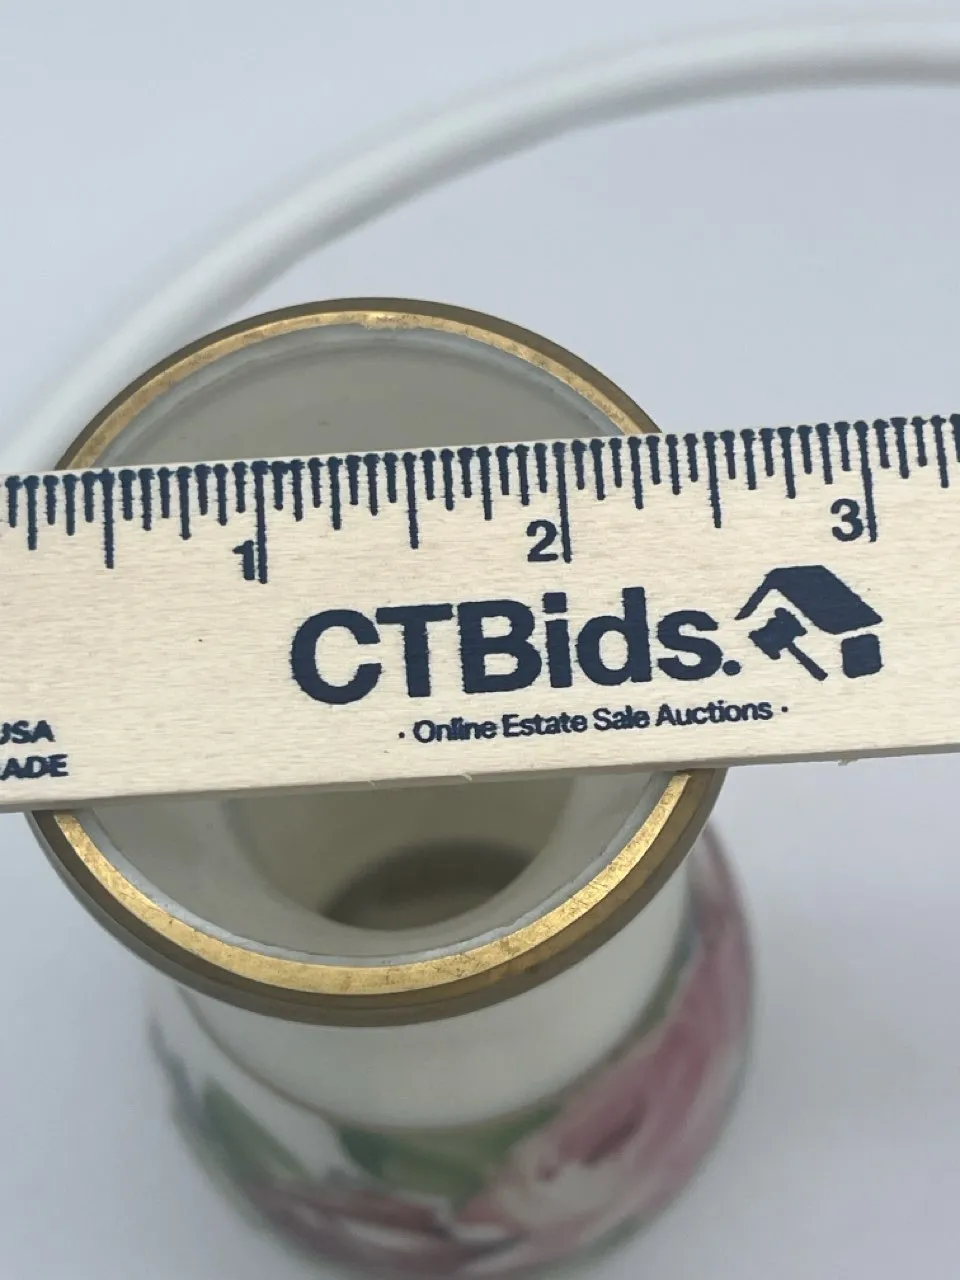 1 2 3
CTBids.
· Online Estate Sale Auctions ·
USA
ADE